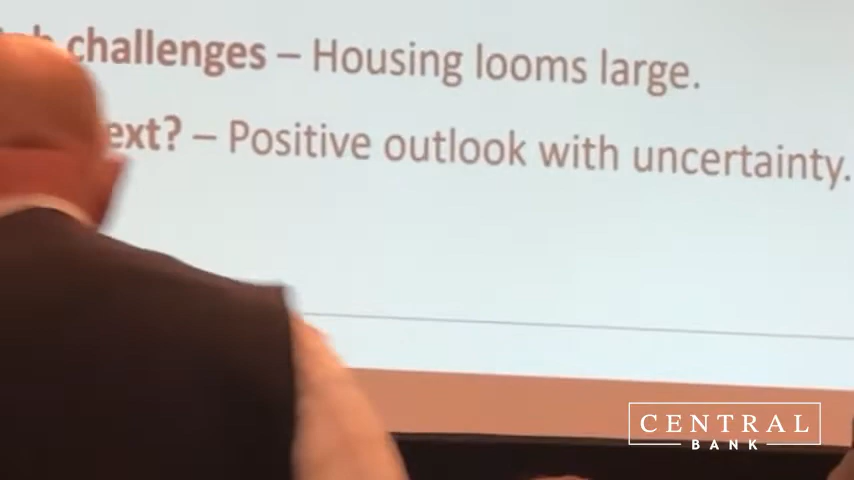 challenges – Housing looms large.
ext? – Positive outlook with uncertainty.
CENTRAL
BANK